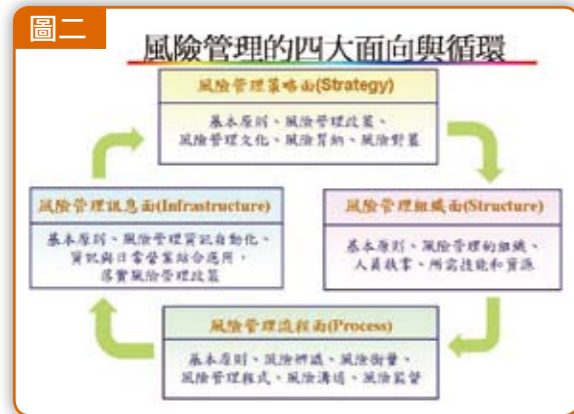 圖二
風險管理的四大面向與循環
風險管理策略面(Strategy)
基本原則、風險管理政策、
風險管理文化、風險胃納、風險對策
風險管理訊息面(Infrastructure)
基本原則、風險管理資訊自動化、
資訊與日常營業結合應用，
落實風險管理政策
風險管理組織面(Structure)
基本原則、風險管理的組織、
人員執掌、所需技能和資源
風險管理流程面(Process)
基本原則、風險辨識、風險衡量、
風險管理程式、風險溝通、風險監督